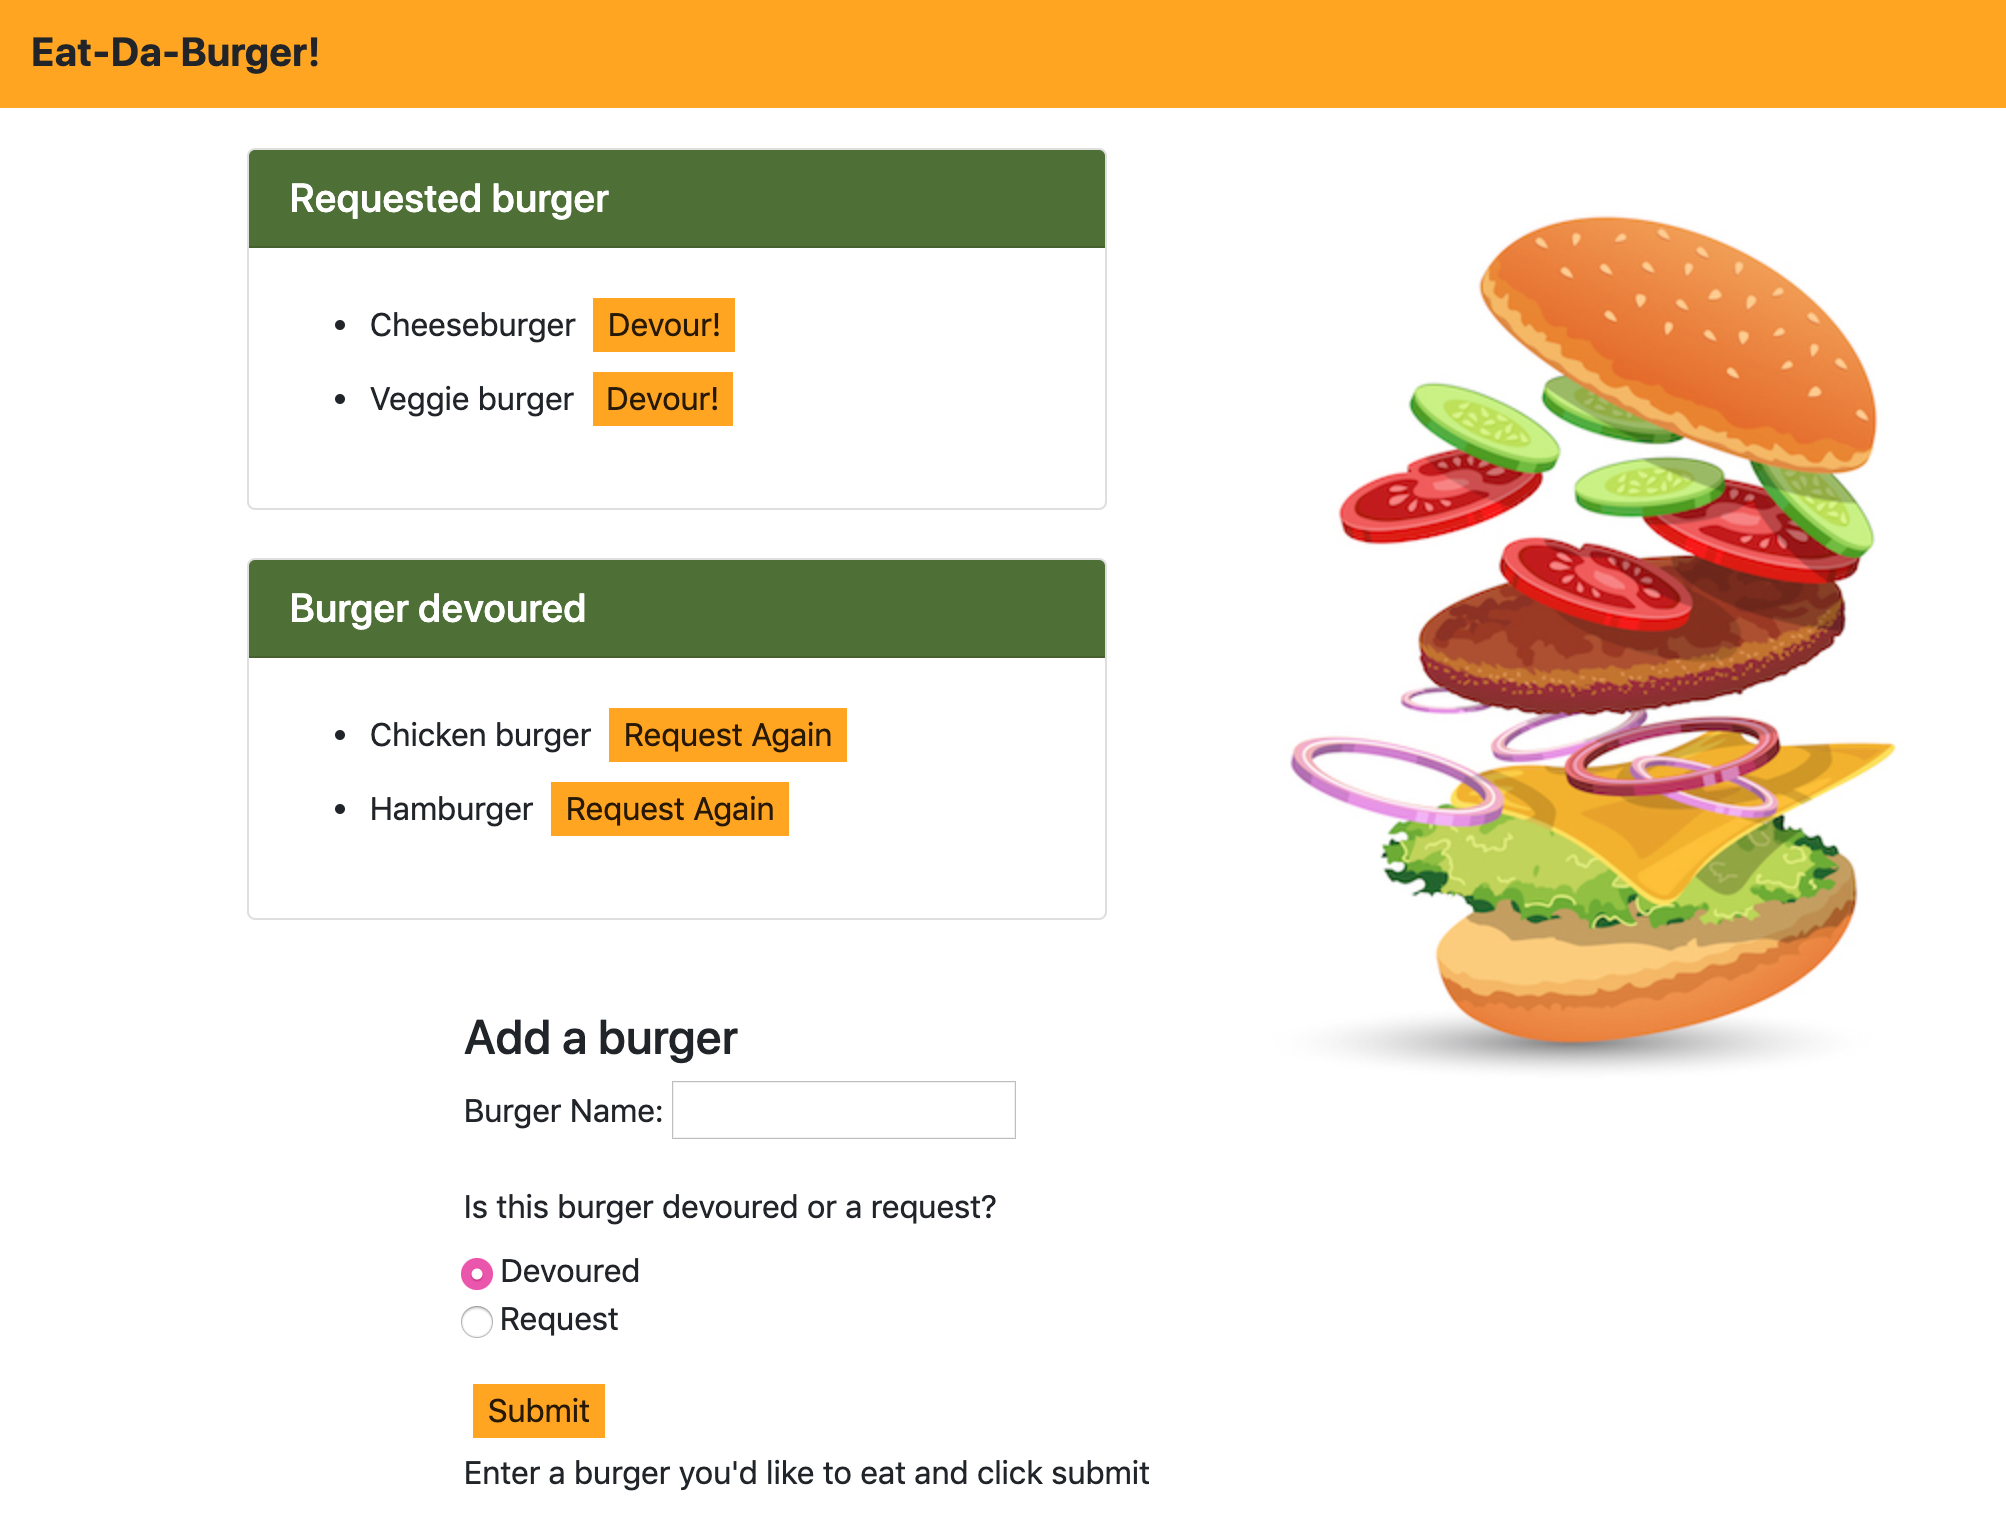 Eat-Da-Burger!
Requested burger
Cheeseburger Devour!
Veggie burger Devour!
Burger devoured
Chicken burger Request Again
Hamburger Request Again
Add a burger
Burger Name:
Is this burger devoured or a request?
Devoured
Request
Submit
Enter a burger you'd like to eat and click submit